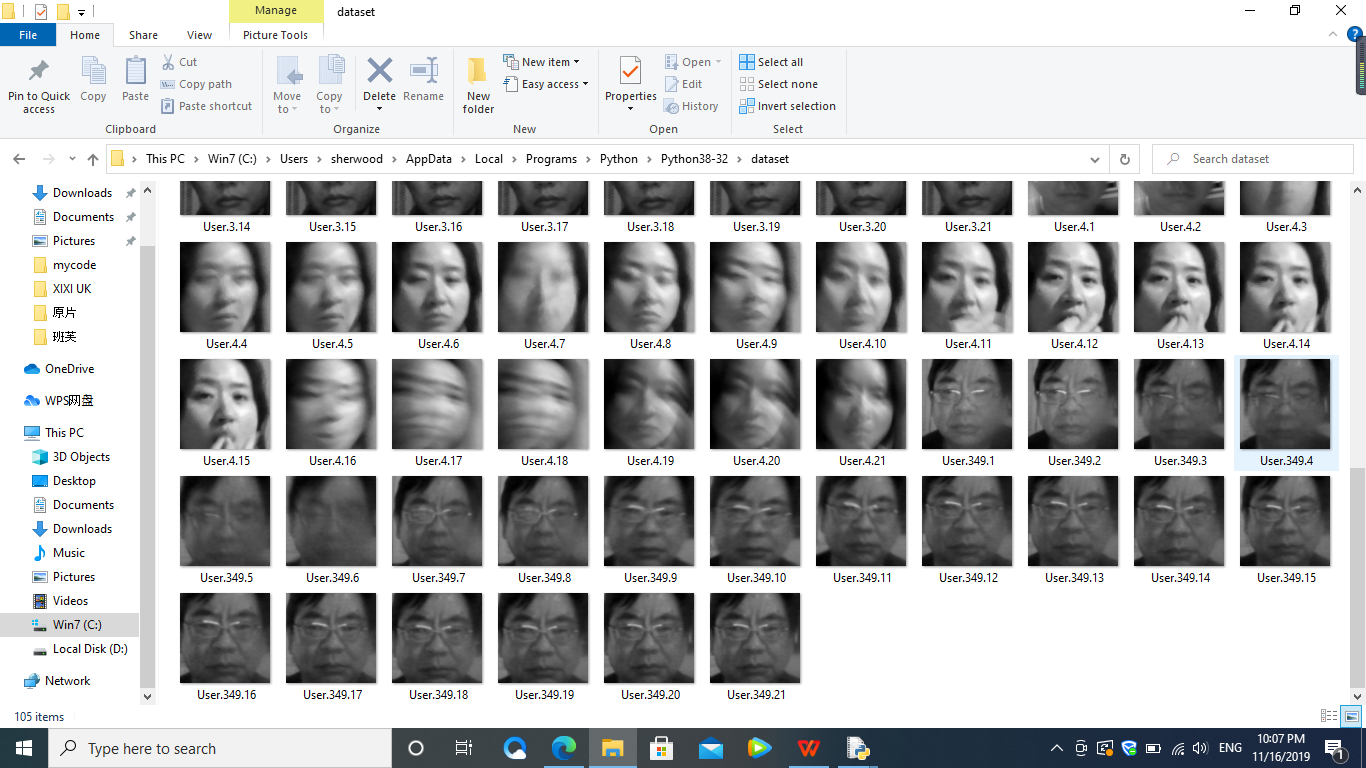 Manage
dataset
File
Home
Share
View
Picture Tools
Pin to Quick access
Copy
Paste
Cut
Copy path
Paste shortcut
Clipboard
Move to
Copy to
Delete
Rename
Organize
New folder
New item
Easy access
New
Properties
Open
Edit
History
Open
Select all
Select none
Invert selection
Select
This PC > Win7 (C:) > Users > sherwood > AppData > Local > Programs > Python > Python38-32 > dataset
Search dataset
Downloads
Documents
Pictures
mycode
XIXI UK
原片
班芙
OneDrive
WPS网盘
This PC
3D Objects
Desktop
Documents
Downloads
Music
Pictures
Videos
Win7 (C:)
Local Disk (D:)
Network
User.3.14 User.3.15 User.3.16 User.3.17 User.3.18 User.3.19 User.3.20 User.3.21 User.4.1 User.4.2 User.4.3
User.4.4 User.4.5 User.4.6 User.4.7 User.4.8 User.4.9 User.4.10 User.4.11 User.4.12 User.4.13 User.4.14
User.4.15 User.4.16 User.4.17 User.4.18 User.4.19 User.4.20 User.4.21 User.349.1 User.349.2 User.349.3 User.349.4
User.349.5 User.349.6 User.349.7 User.349.8 User.349.9 User.349.10 User.349.11 User.349.12 User.349.13 User.349.14 User.349.15
User.349.16 User.349.17 User.349.18 User.349.19 User.349.20 User.349.21
105 items
Type here to search
ENG
10:07 PM
11/16/2019
1